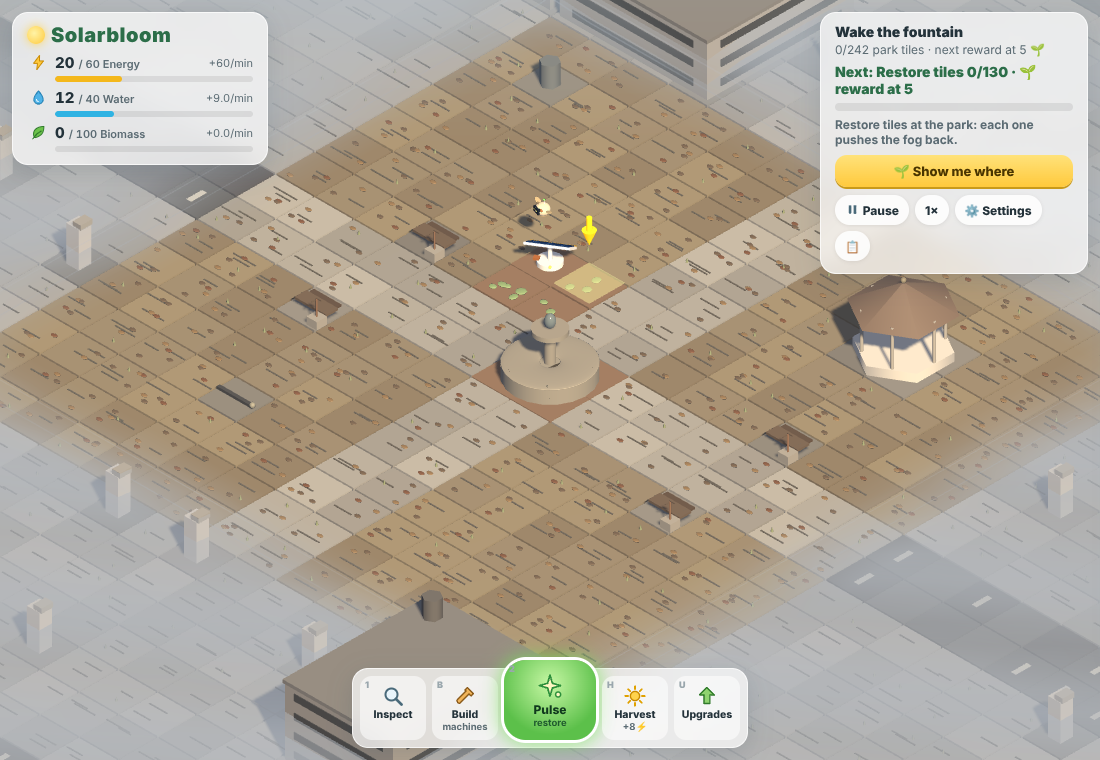 Solarbloom
20 / 60 Energy +60/min
12 / 40 Water +9.0/min
0 / 100 Biomass +0.0/min
Wake the fountain
0/242 park tiles · next reward at 5 🌱
Next: Restore tiles 0/130 · 🌱
reward at 5
Restore tiles at the park: each one
pushes the fog back.
🌱 Show me where
Pause
1×
⚙️ Settings
1
Inspect
B
Build
machines
Pulse
restore
H
Harvest
+8⚡
U
Upgrades